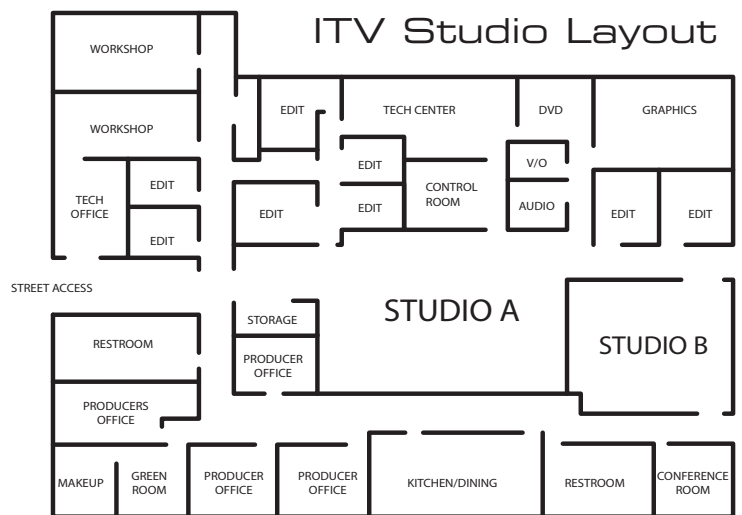 ITV Studio Layout
WORKSHOP
EDIT
TECH CENTER
DVD
GRAPHICS
WORKSHOP
EDIT
V/O
EDIT
CONTROL
ROOM
TECH
OFFICE
EDIT
EDIT
AUDIO
EDIT
EDIT
EDIT
EDIT
STREET ACCESS
STORAGE
STUDIO A
STUDIO B
RESTROOM
PRODUCER
OFFICE
PRODUCERS
OFFICE
MAKEUP
GREEN
ROOM
PRODUCER
OFFICE
PRODUCER
OFFICE
KITCHEN/DINING
RESTROOM
CONFERENCE
ROOM